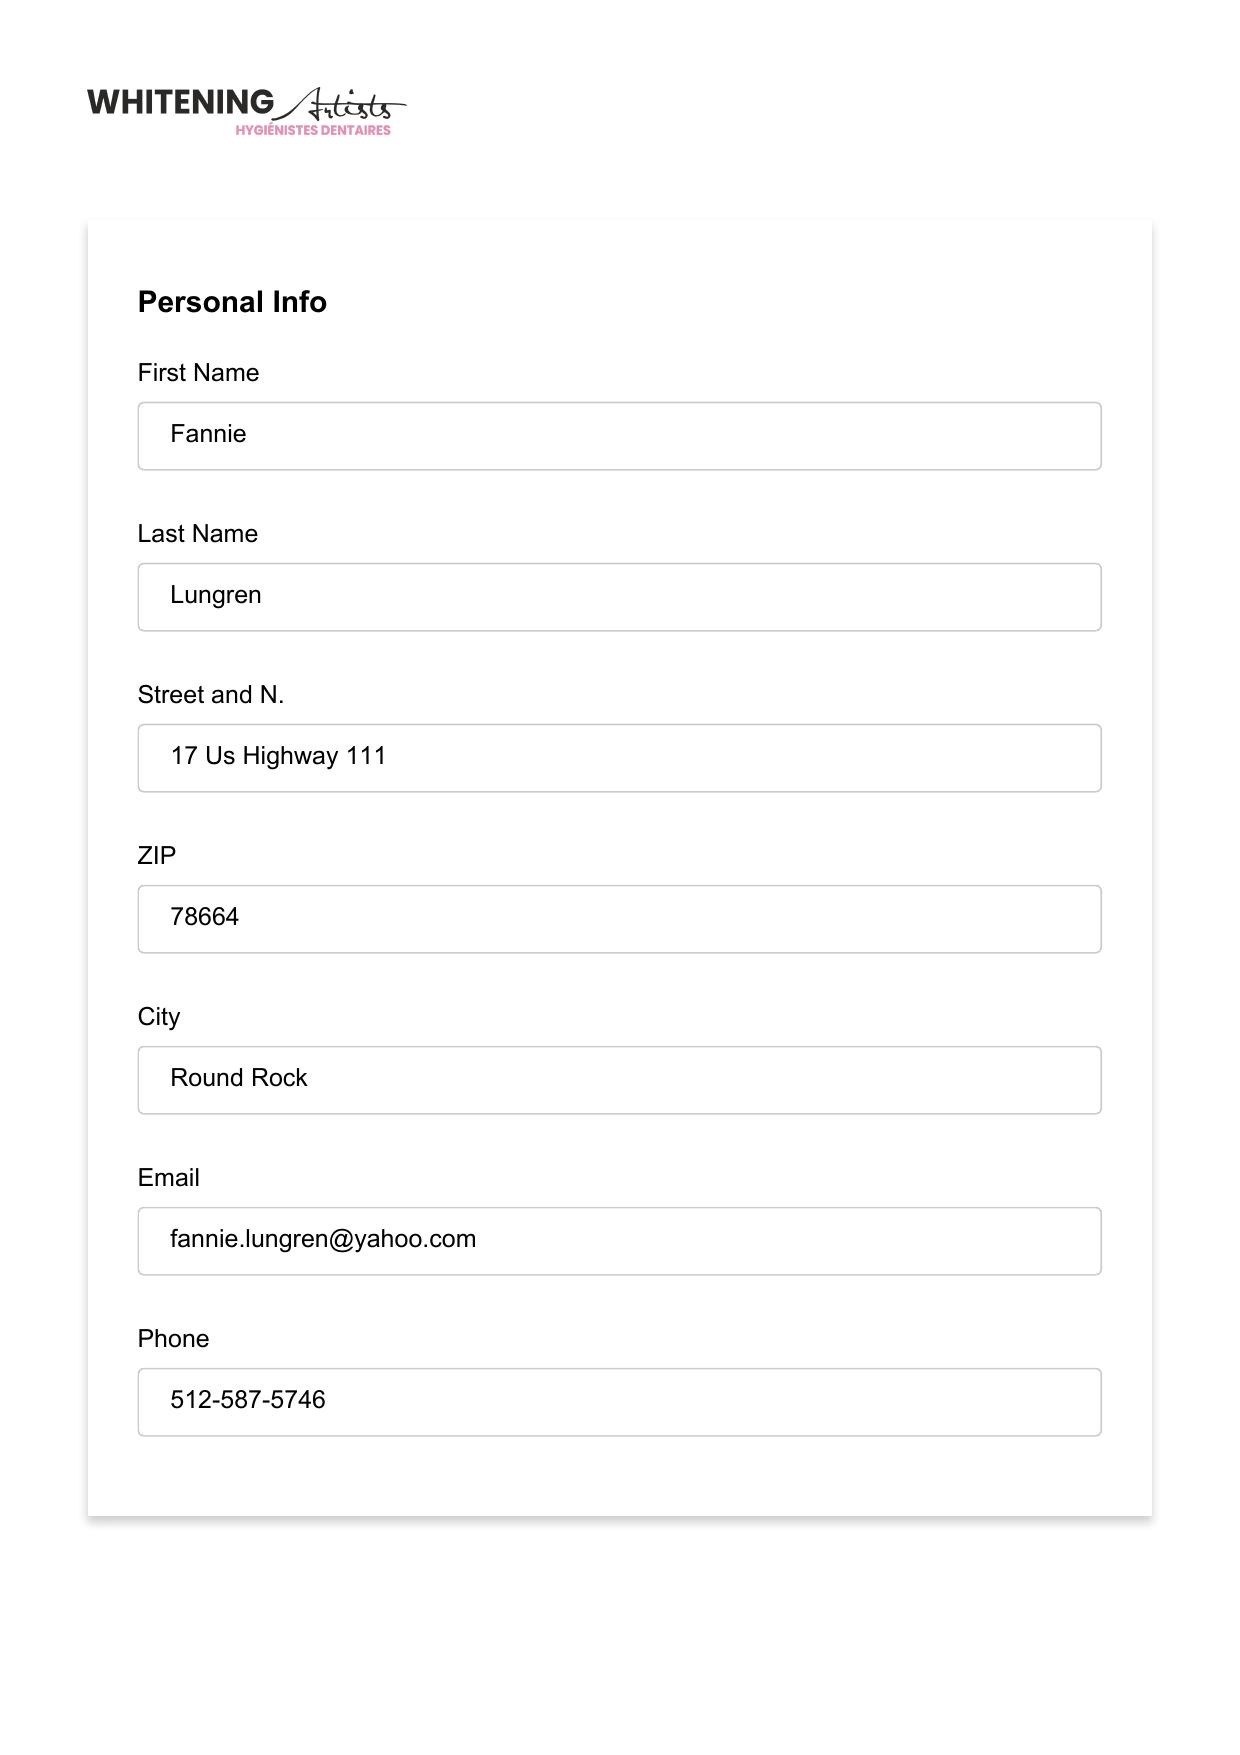 WHITENING Artists
HYGIÉNISTES DENTAIRES
Personal Info
First Name
Fannie
Last Name
Lungren
Street and N.
17 Us Highway 111
ZIP
78664
City
Round Rock
Email
fannie.lungren@yahoo.com
Phone
512-587-5746